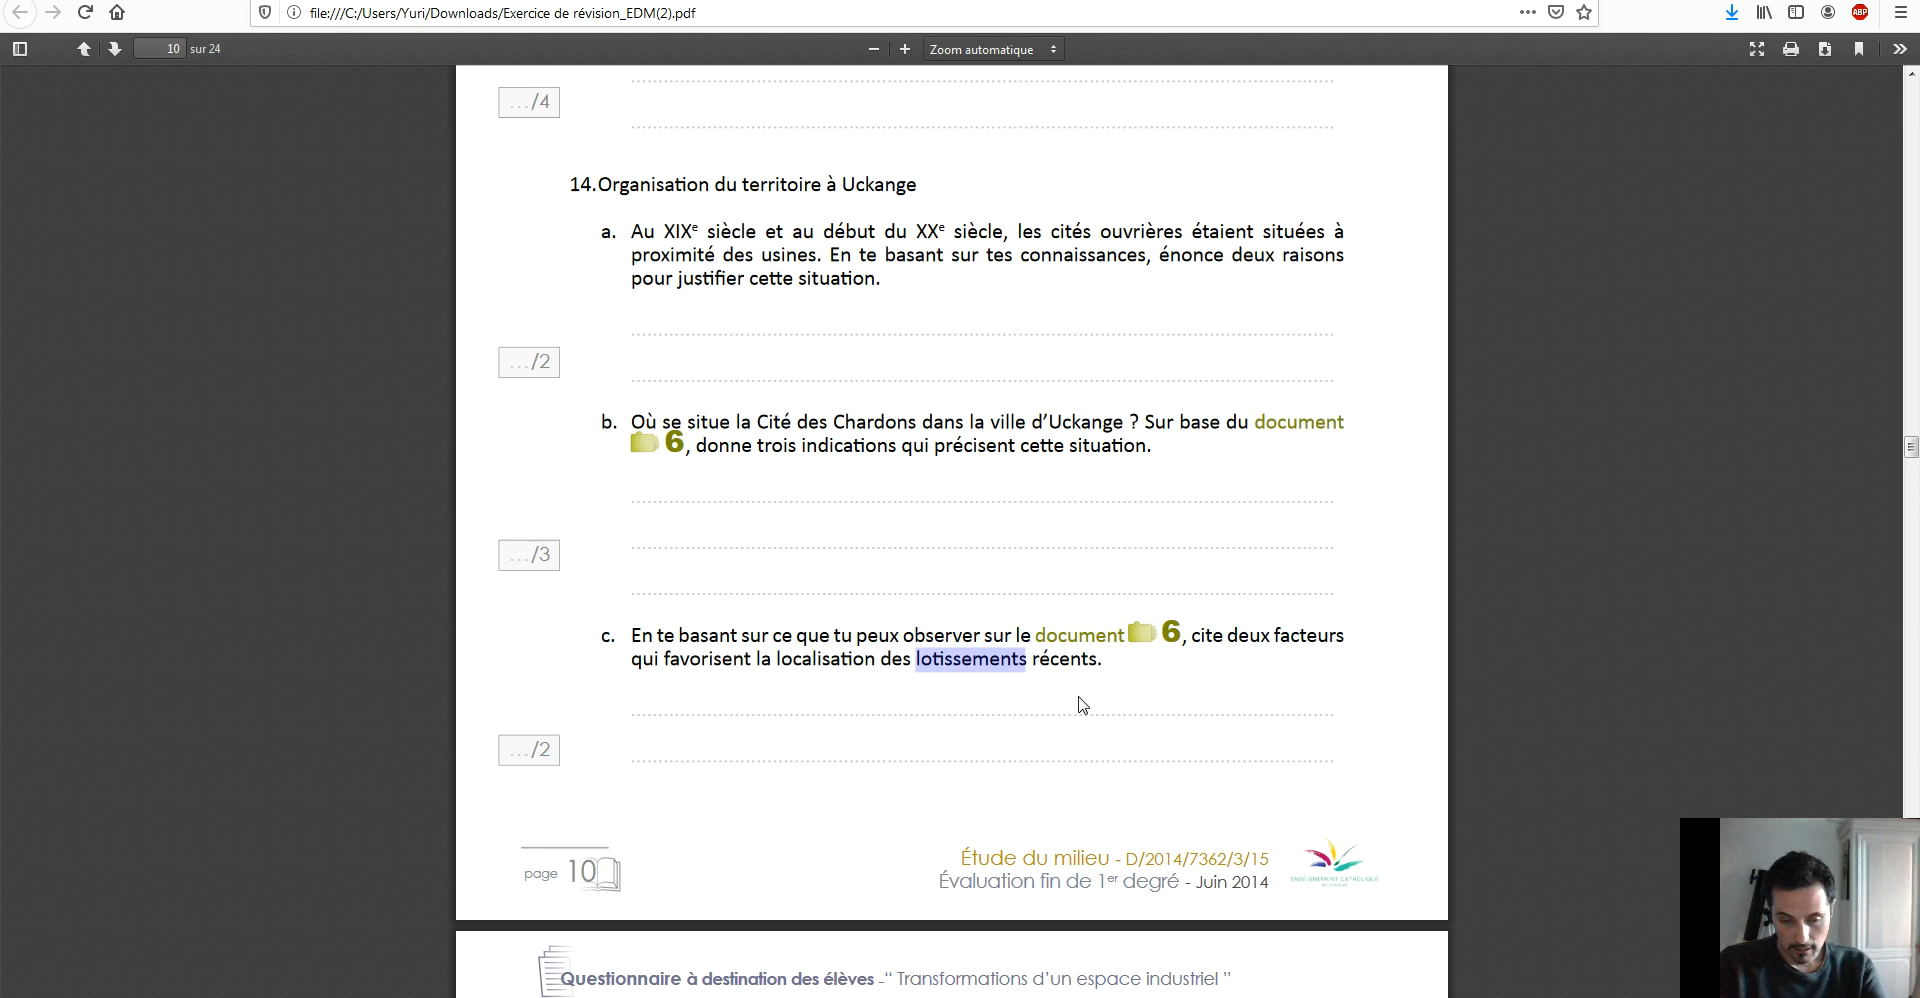 file:///C:/Users/Yuri/Downloads/Exercice de révision_EDM(2).pdf
ABP
10 sur 24
Zoom automatique
.../4
14.Organisation du territoire à Uckange
a. Au XIXe siècle et au début du XXe siècle, les cités ouvrières étaient situées à
proximité des usines. En te basant sur tes connaissances, énonce deux raisons
pour justifier cette situation.
.../2
b. Où se situe la Cité des Chardons dans la ville d’Uckange ? Sur base du document
6, donne trois indications qui précisent cette situation.
.../3
c. En te basant sur ce que tu peux observer sur le document 6, cite deux facteurs
qui favorisent la localisation des lotissements récents.
.../2
page 10
Étude du milieu - D/2014/7362/3/15
Évaluation fin de 1er degré - Juin 2014
ENSEIGNEMENT CATHOLIQUE
Questionnaire à destination des élèves -“ Transformations d’un espace industriel ”